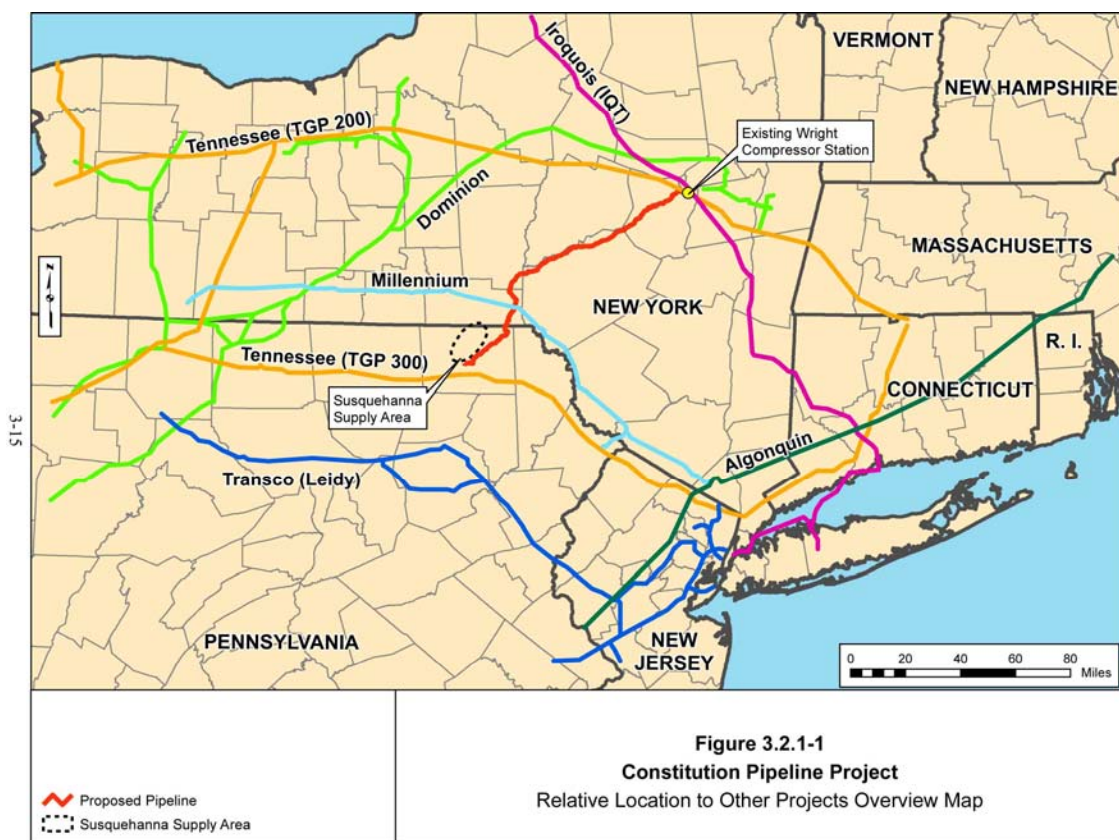 VERMONT
NEW HAMPSHIRE
Iroquois (IQT)
Existing Wright
Compressor Station
Tennessee (TGP 200)
Dominion
MASSACHUSETTS
Millennium
NEW YORK
N
R. I.
Tennessee (TGP 300)
CONNECTICUT
Susquehanna
Supply Area
3-15
Algonquin
Transco (Leidy)
PENNSYLVANIA
NEW
JERSEY
0 20 40 60 80
Miles
Figure 3.2.1-1
Constitution Pipeline Project
Relative Location to Other Projects Overview Map
Proposed Pipeline
Susquehanna Supply Area